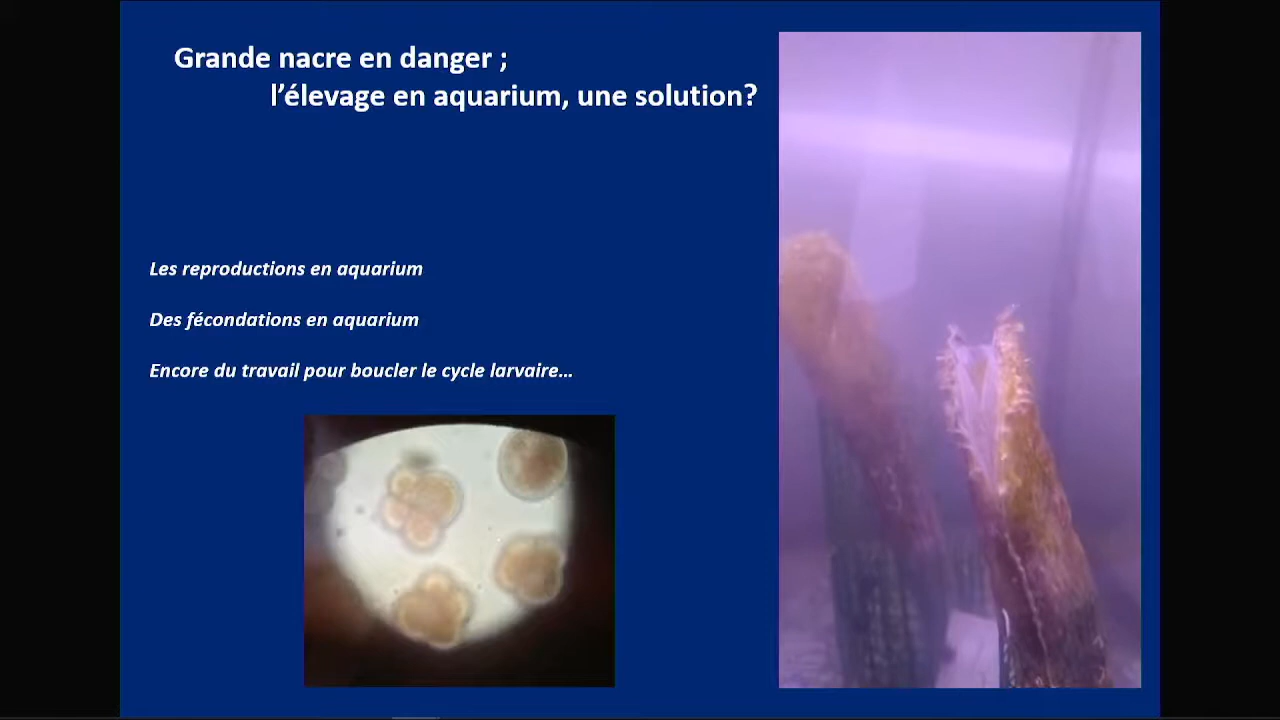 Grande nacre en danger ;
l’élevage en aquarium, une solution?
Les reproductions en aquarium
Des fécondations en aquarium
Encore du travail pour boucler le cycle larvaire...